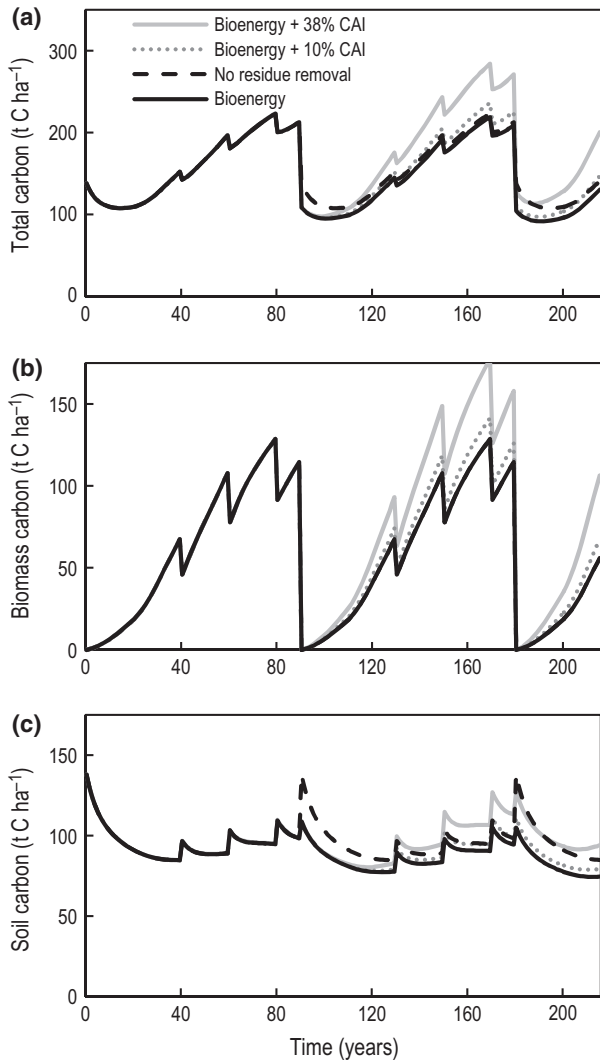 (a)
Bioenergy + 38% CAI
Bioenergy + 10% CAI
No residue removal
Bioenergy
300
200
100
0
Total carbon (t C ha−1)
0 40 80 120 160 200
(b)
150
100
50
0
Biomass carbon (t C ha−1)
0 40 80 120 160 200
(c)
150
100
50
0
Soil carbon (t C ha−1)
0 40 80 120 160 200
Time (years)